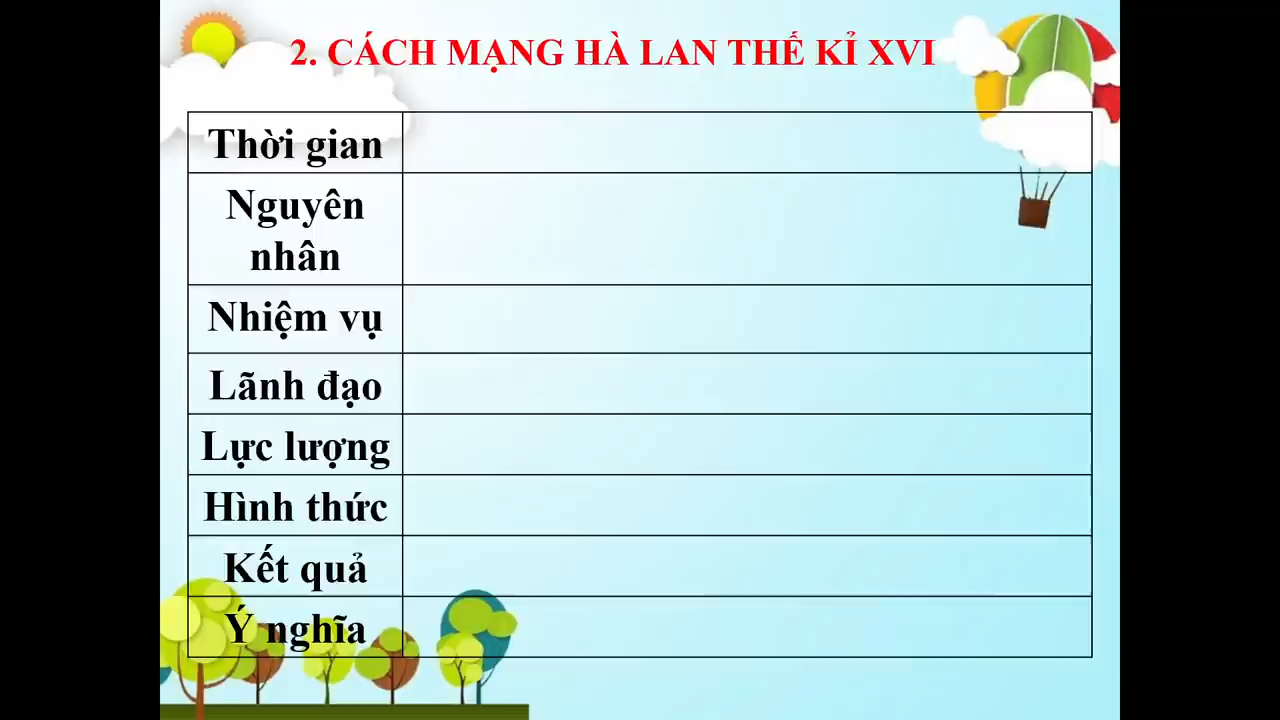 2. CÁCH MẠNG HÀ LAN THẾ KỈ XVI
Thời gian
Nguyên
nhân
Nhiệm vụ
Lãnh đạo
Lực lượng
Hình thức
Kết quả
Ý nghĩa